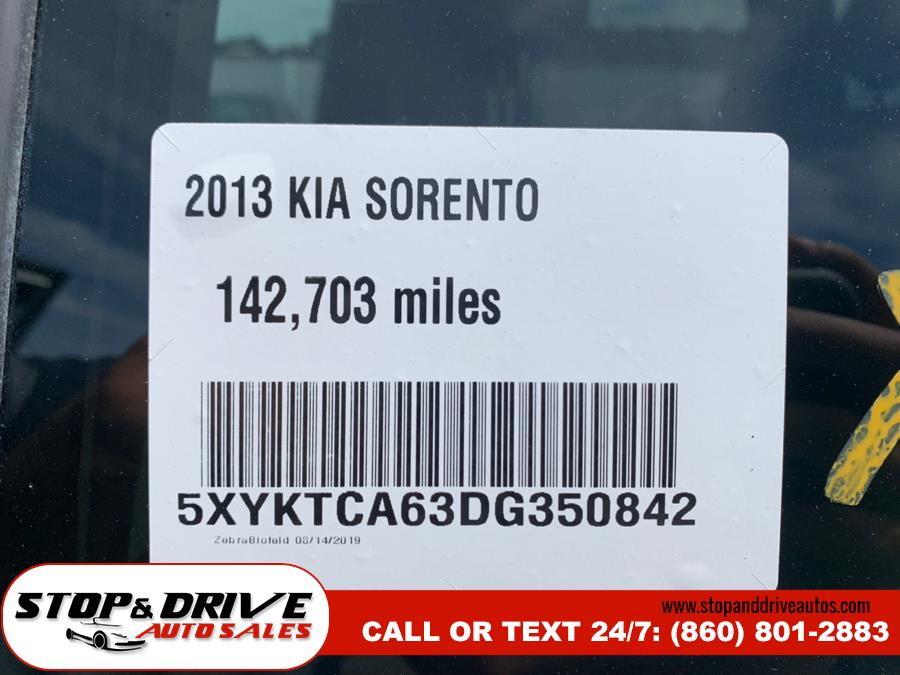 2013 KIA SORENTO
142,703 miles
5XYKTCA63DG350842
ZebraBlofeld 08/14/2019
STOP & DRIVE
AUTO SALES
www.stopanddriveautos.com
CALL OR TEXT 24/7: (860) 801-2883